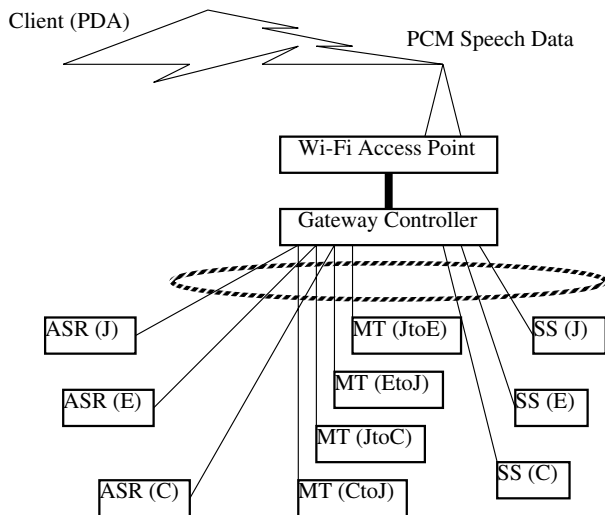 Client (PDA)
PCM Speech Data
Wi-Fi Access Point
Gateway Controller
ASR (J)
MT (JtoE)
SS (J)
MT (EtoJ)
ASR (E)
SS (E)
MT (JtoC)
SS (C)
ASR (C)
MT (CtoJ)